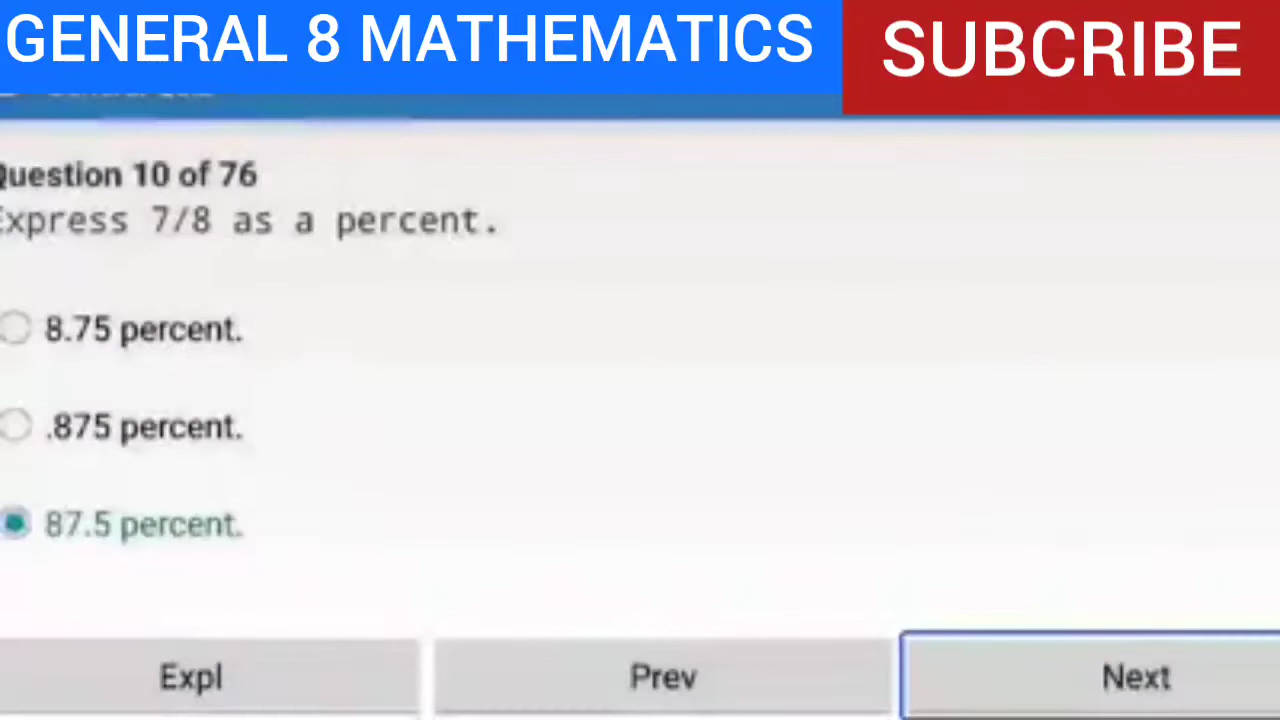 GENERAL 8 MATHEMATICS
SUBCRIBE
Question 10 of 76
Express 7/8 as a percent.
8.75 percent.
.875 percent.
87.5 percent.
Expl
Prev
Next